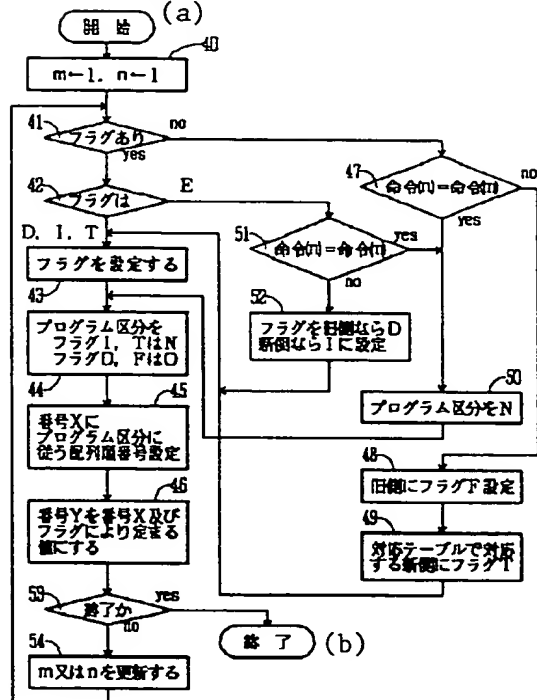 (a)
開 始
40
m←1, n←1
41
フラグあり
no
yes
42
フラグは
E
D, I, T
フラグを設定する
43
プログラム区分を
フラグI, TはN
フラグD, FはO
44
45
番号Xに
プログラム区分に
従う配列順番号設定
46
番号Yを番号X及び
フラグにより定まる
値にする
53
終了か
yes
no
54
m又はnを更新する
終 了
(b)
47
命令(n)=命令(m)
no
yes
51
命令(n)=命令(m)
yes
no
52
フラグを旧側ならD
新側ならIに設定
50
プログラム区分をN
48
旧側にフラグF設定
49
対応テーブルで対応
する新側にフラグT